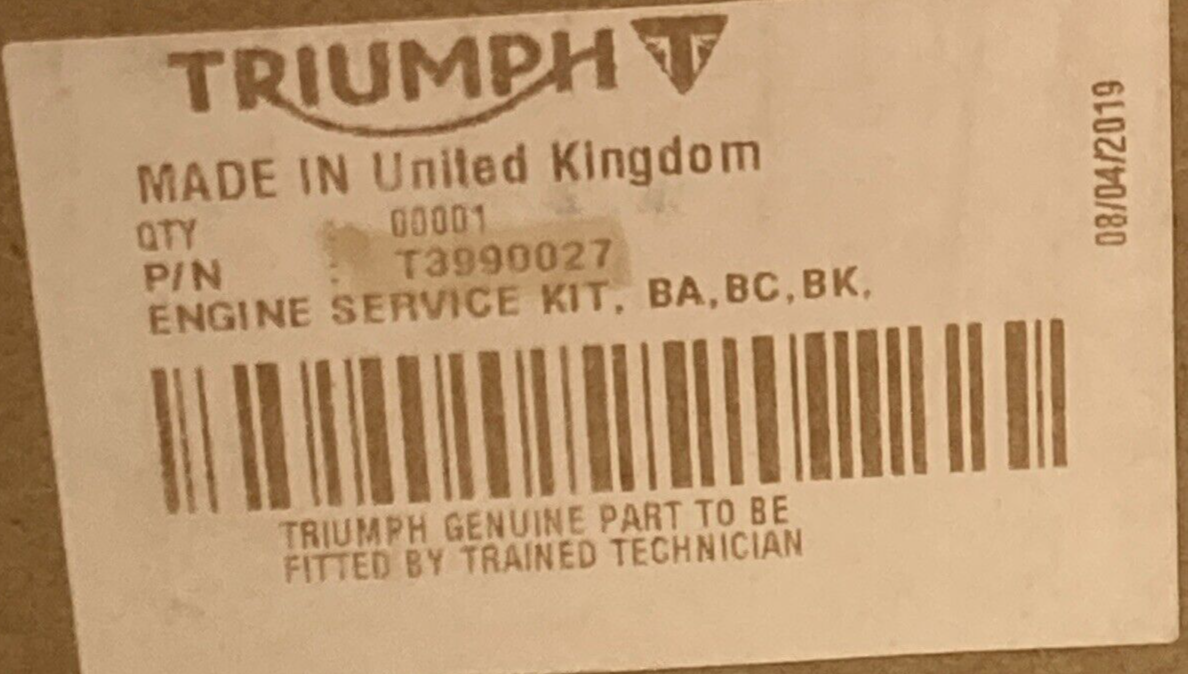 TRIUMPH
MADE IN United Kingdom
QTY : 00001
P/N : T3990027
ENGINE SERVICE KIT, BA,BC,BK,
TRIUMPH GENUINE PART TO BE
FITTED BY TRAINED TECHNICIAN
08/04/2019